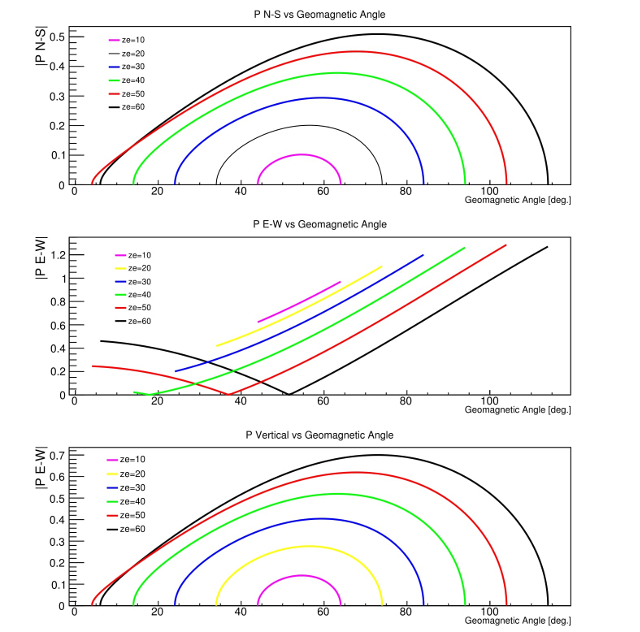 P N-S vs Geomagnetic Angle
|P N-S|
0.5
0.4
0.3
0.2
0.1
0
ze=10
ze=20
ze=30
ze=40
ze=50
ze=60
0 20 40 60 80 100
Geomagnetic Angle [deg.]
P E-W vs Geomagnetic Angle
|P E-W|
1.2
1
0.8
0.6
0.4
0.2
0
ze=10
ze=20
ze=30
ze=40
ze=50
ze=60
0 20 40 60 80 100
Geomagnetic Angle [deg.]
P Vertical vs Geomagnetic Angle
|P E-W|
0.7
0.6
0.5
0.4
0.3
0.2
0.1
0
ze=10
ze=20
ze=30
ze=40
ze=50
ze=60
0 20 40 60 80 100
Geomagnetic Angle [deg.]